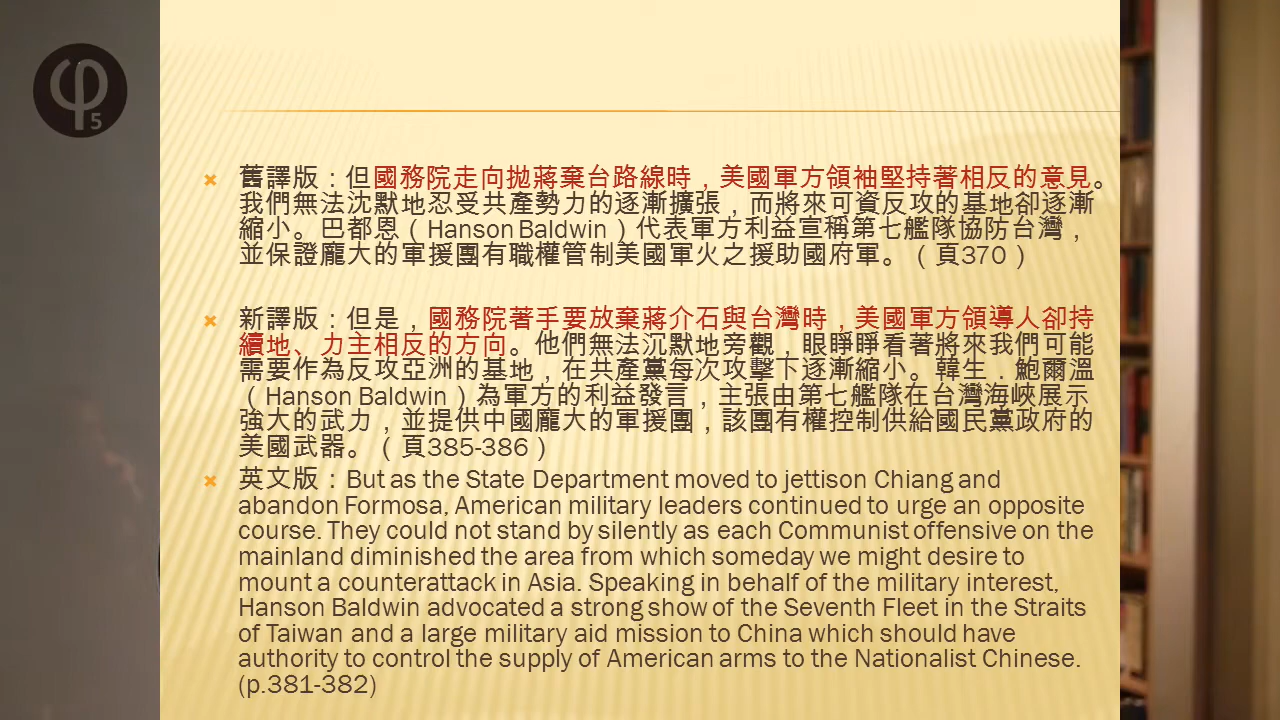 φ5
舊譯版：但國務院走向拋蔣棄台路線時，美國軍方領袖堅持著相反的意見。
我們無法沈默地忍受共產勢力的逐漸擴張，而將來可資反攻的基地卻逐漸
縮小。巴都恩（Hanson Baldwin）代表軍方利益宣稱第七艦隊協防台灣，
並保證龐大的軍援團有職權管制美國軍火之援助國府軍。（頁370）
新譯版：但是，國務院著手要放棄蔣介石與台灣時，美國軍方領導人卻持
續地、力主相反的方向。他們無法沉默地旁觀，眼睜睜看著將來我們可能
需要作為反攻亞洲的基地，在共產黨每次攻擊下逐漸縮小。韓生．鮑爾溫
（Hanson Baldwin）為軍方的利益發言，主張由第七艦隊在台灣海峽展示
強大的武力，並提供中國龐大的軍援團，該團有權控制供給國民黨政府的
美國武器。（頁385-386）
英文版：But as the State Department moved to jettison Chiang and
abandon Formosa, American military leaders continued to urge an opposite
course. They could not stand by silently as each Communist offensive on the
mainland diminished the area from which someday we might desire to
mount a counterattack in Asia. Speaking in behalf of the military interest,
Hanson Baldwin advocated a strong show of the Seventh Fleet in the Straits
of Taiwan and a large military aid mission to China which should have
authority to control the supply of American arms to the Nationalist Chinese.
(p.381-382)